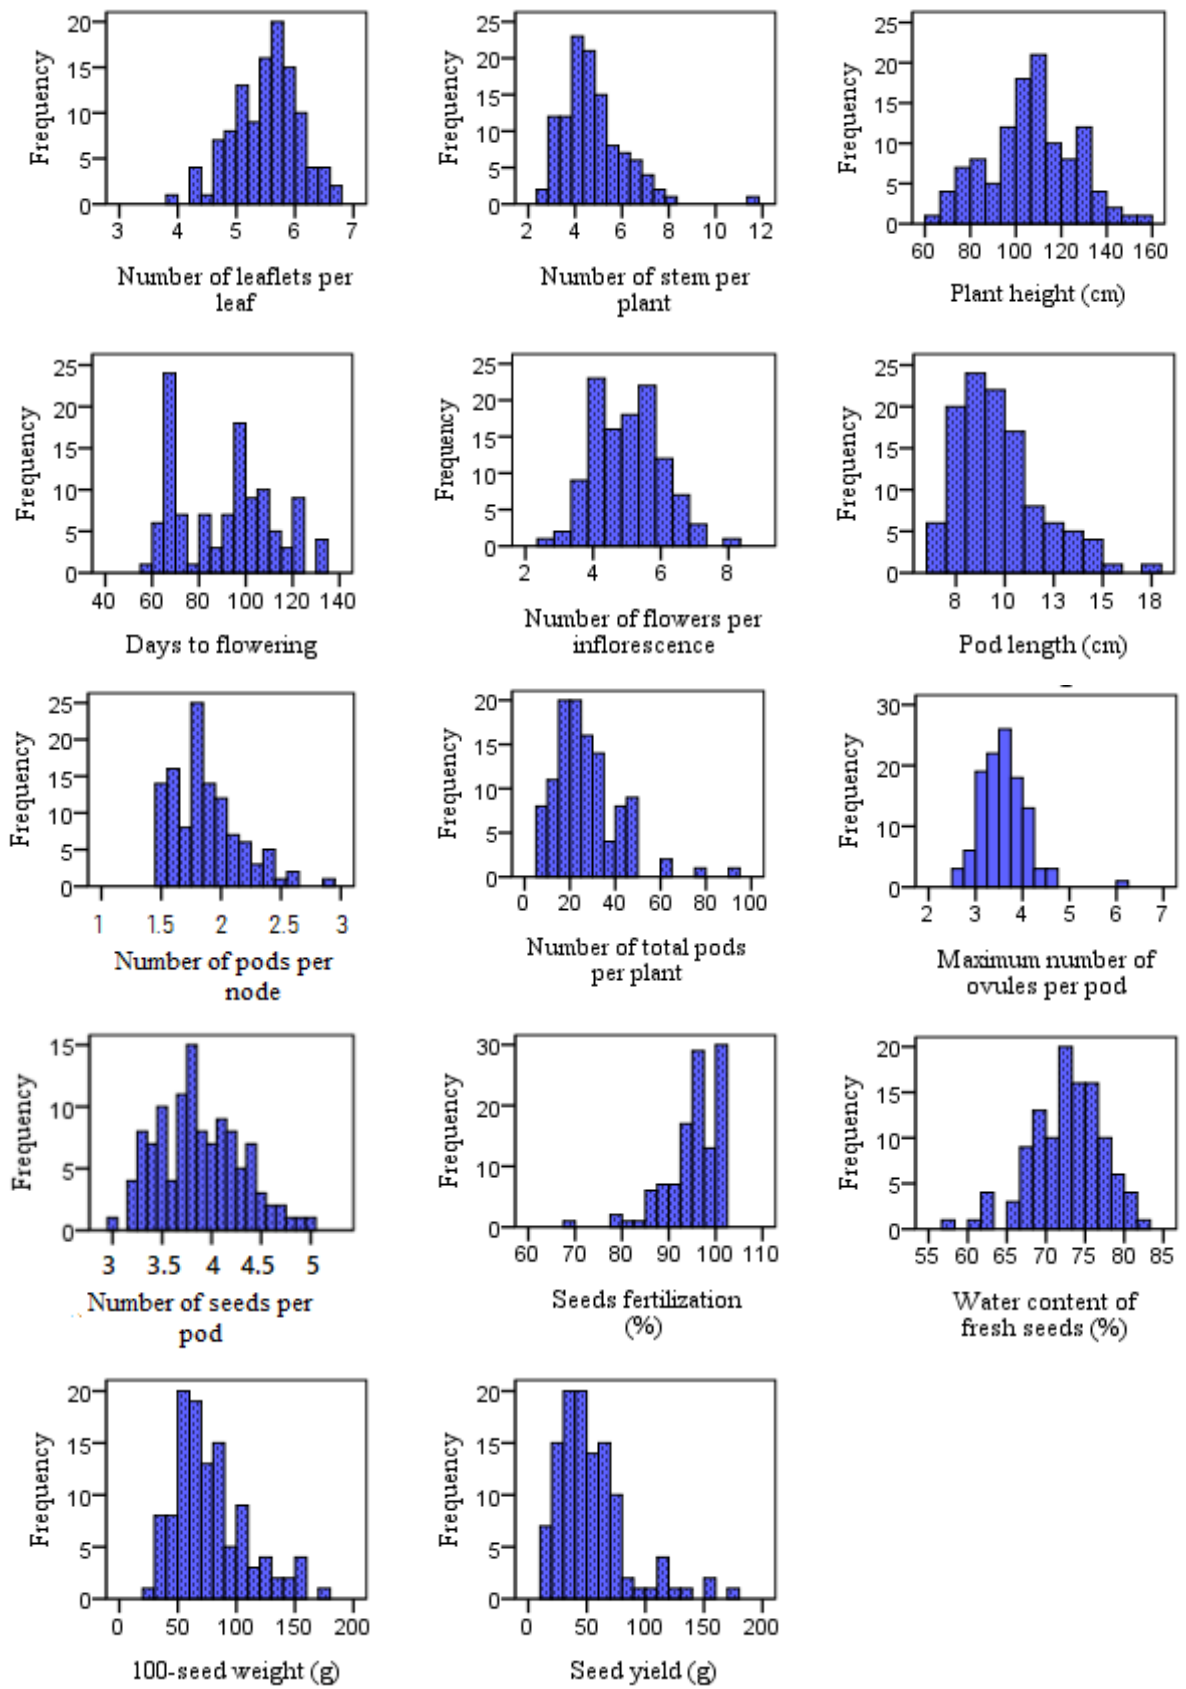 20
15
10
5
0
Frequency
3 4 5 6 7
Number of leaflets per
leaf
25
20
15
10
5
0
Frequency
2 4 6 8 10 12
Number of stem per
plant
25
20
15
10
5
0
Frequency
60 80 100 120 140 160
Plant height (cm)
25
20
15
10
5
0
Frequency
40 60 80 100 120 140
Days to flowering
25
20
15
10
5
0
Frequency
2 4 6 8
Number of flowers per
inflorescence
25
20
15
10
5
0
Frequency
8 10 13 15 18
Pod length (cm)
25
20
15
10
5
0
Frequency
1 1.5 2 2.5 3
Number of pods per
node
20
15
10
5
0
Frequency
0 20 40 60 80 100
Number of total pods
per plant
30
20
10
0
Frequency
2 3 4 5 6 7
Maximum number of
ovules per pod
15
10
5
0
Frequency
3 3.5 4 4.5 5
Number of seeds per
pod
30
20
10
0
Frequency
60 70 80 90 100 110
Seeds fertilization
(%)
20
15
10
5
0
Frequency
55 60 65 70 75 80 85
Water content of
fresh seeds (%)
20
15
10
5
0
Frequency
0 50 100 150 200
100-seed weight (g)
20
15
10
5
0
Frequency
0 50 100 150 200
Seed yield (g)